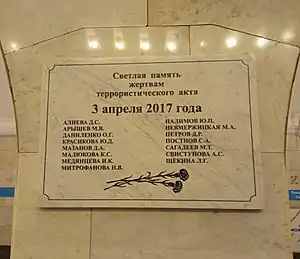 Светлая память
жертвам
террористического акта
3 апреля 2017 года
АЛИЕВА Д.С.
АРЫШЕВ М.В.
ДАНИЛЕНКО О.Г.
КРАСИКОВА Ю.Д.
МАЗАНОВ Д.А.
МАЛЮКОВА К.С.
МЕДЯНЦЕВА И.К.
МИТРОФАНОВА Н.В.
НАЛИМОВ Ю.П.
НЕВМЕРЖИЦКАЯ М.А.
ПЕТРОВ Д.Р.
ПОСТНОВ С.А.
САГАДЕЕВ М.Т.
СВИСТУНОВА А.С.
ЩЕКИНА Л.Г.